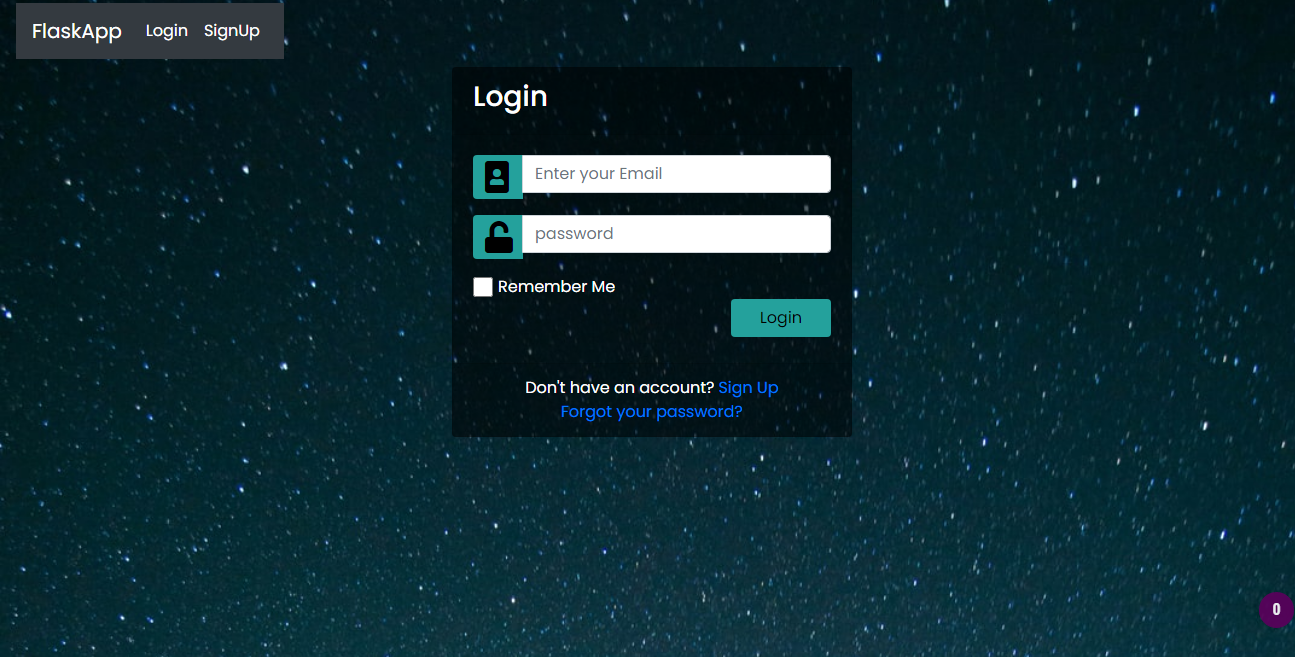 FlaskApp Login SignUp
Login
Enter your Email
password
Remember Me
Login
Don't have an account? Sign Up
Forgot your password?
0